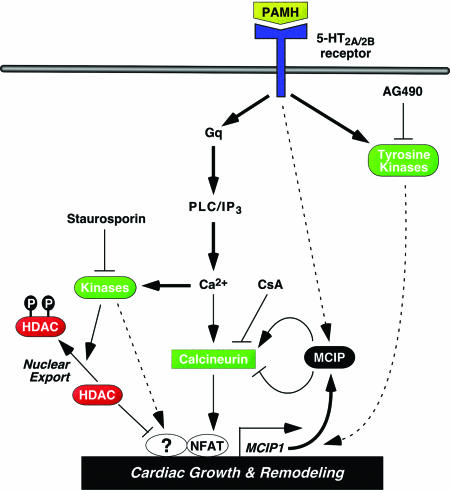 PAMH
5-HT2A/2B
receptor
AG490
Gq
Tyrosine
Kinases
PLC/IP3
Staurosporin
Kinases
Ca2+
CsA
P P
HDAC
Calcineurin
MCIP
Nuclear
Export
HDAC
? NFAT
MCIP1
Cardiac Growth & Remodeling